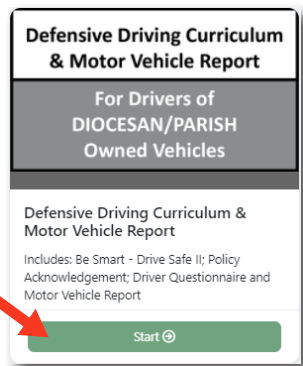 Defensive Driving Curriculum
& Motor Vehicle Report
For Drivers of
DIOCESAN/PARISH
Owned Vehicles
Defensive Driving Curriculum &
Motor Vehicle Report
Includes: Be Smart - Drive Safe II; Policy
Acknowledgement; Driver Questionnaire and
Motor Vehicle Report
Start